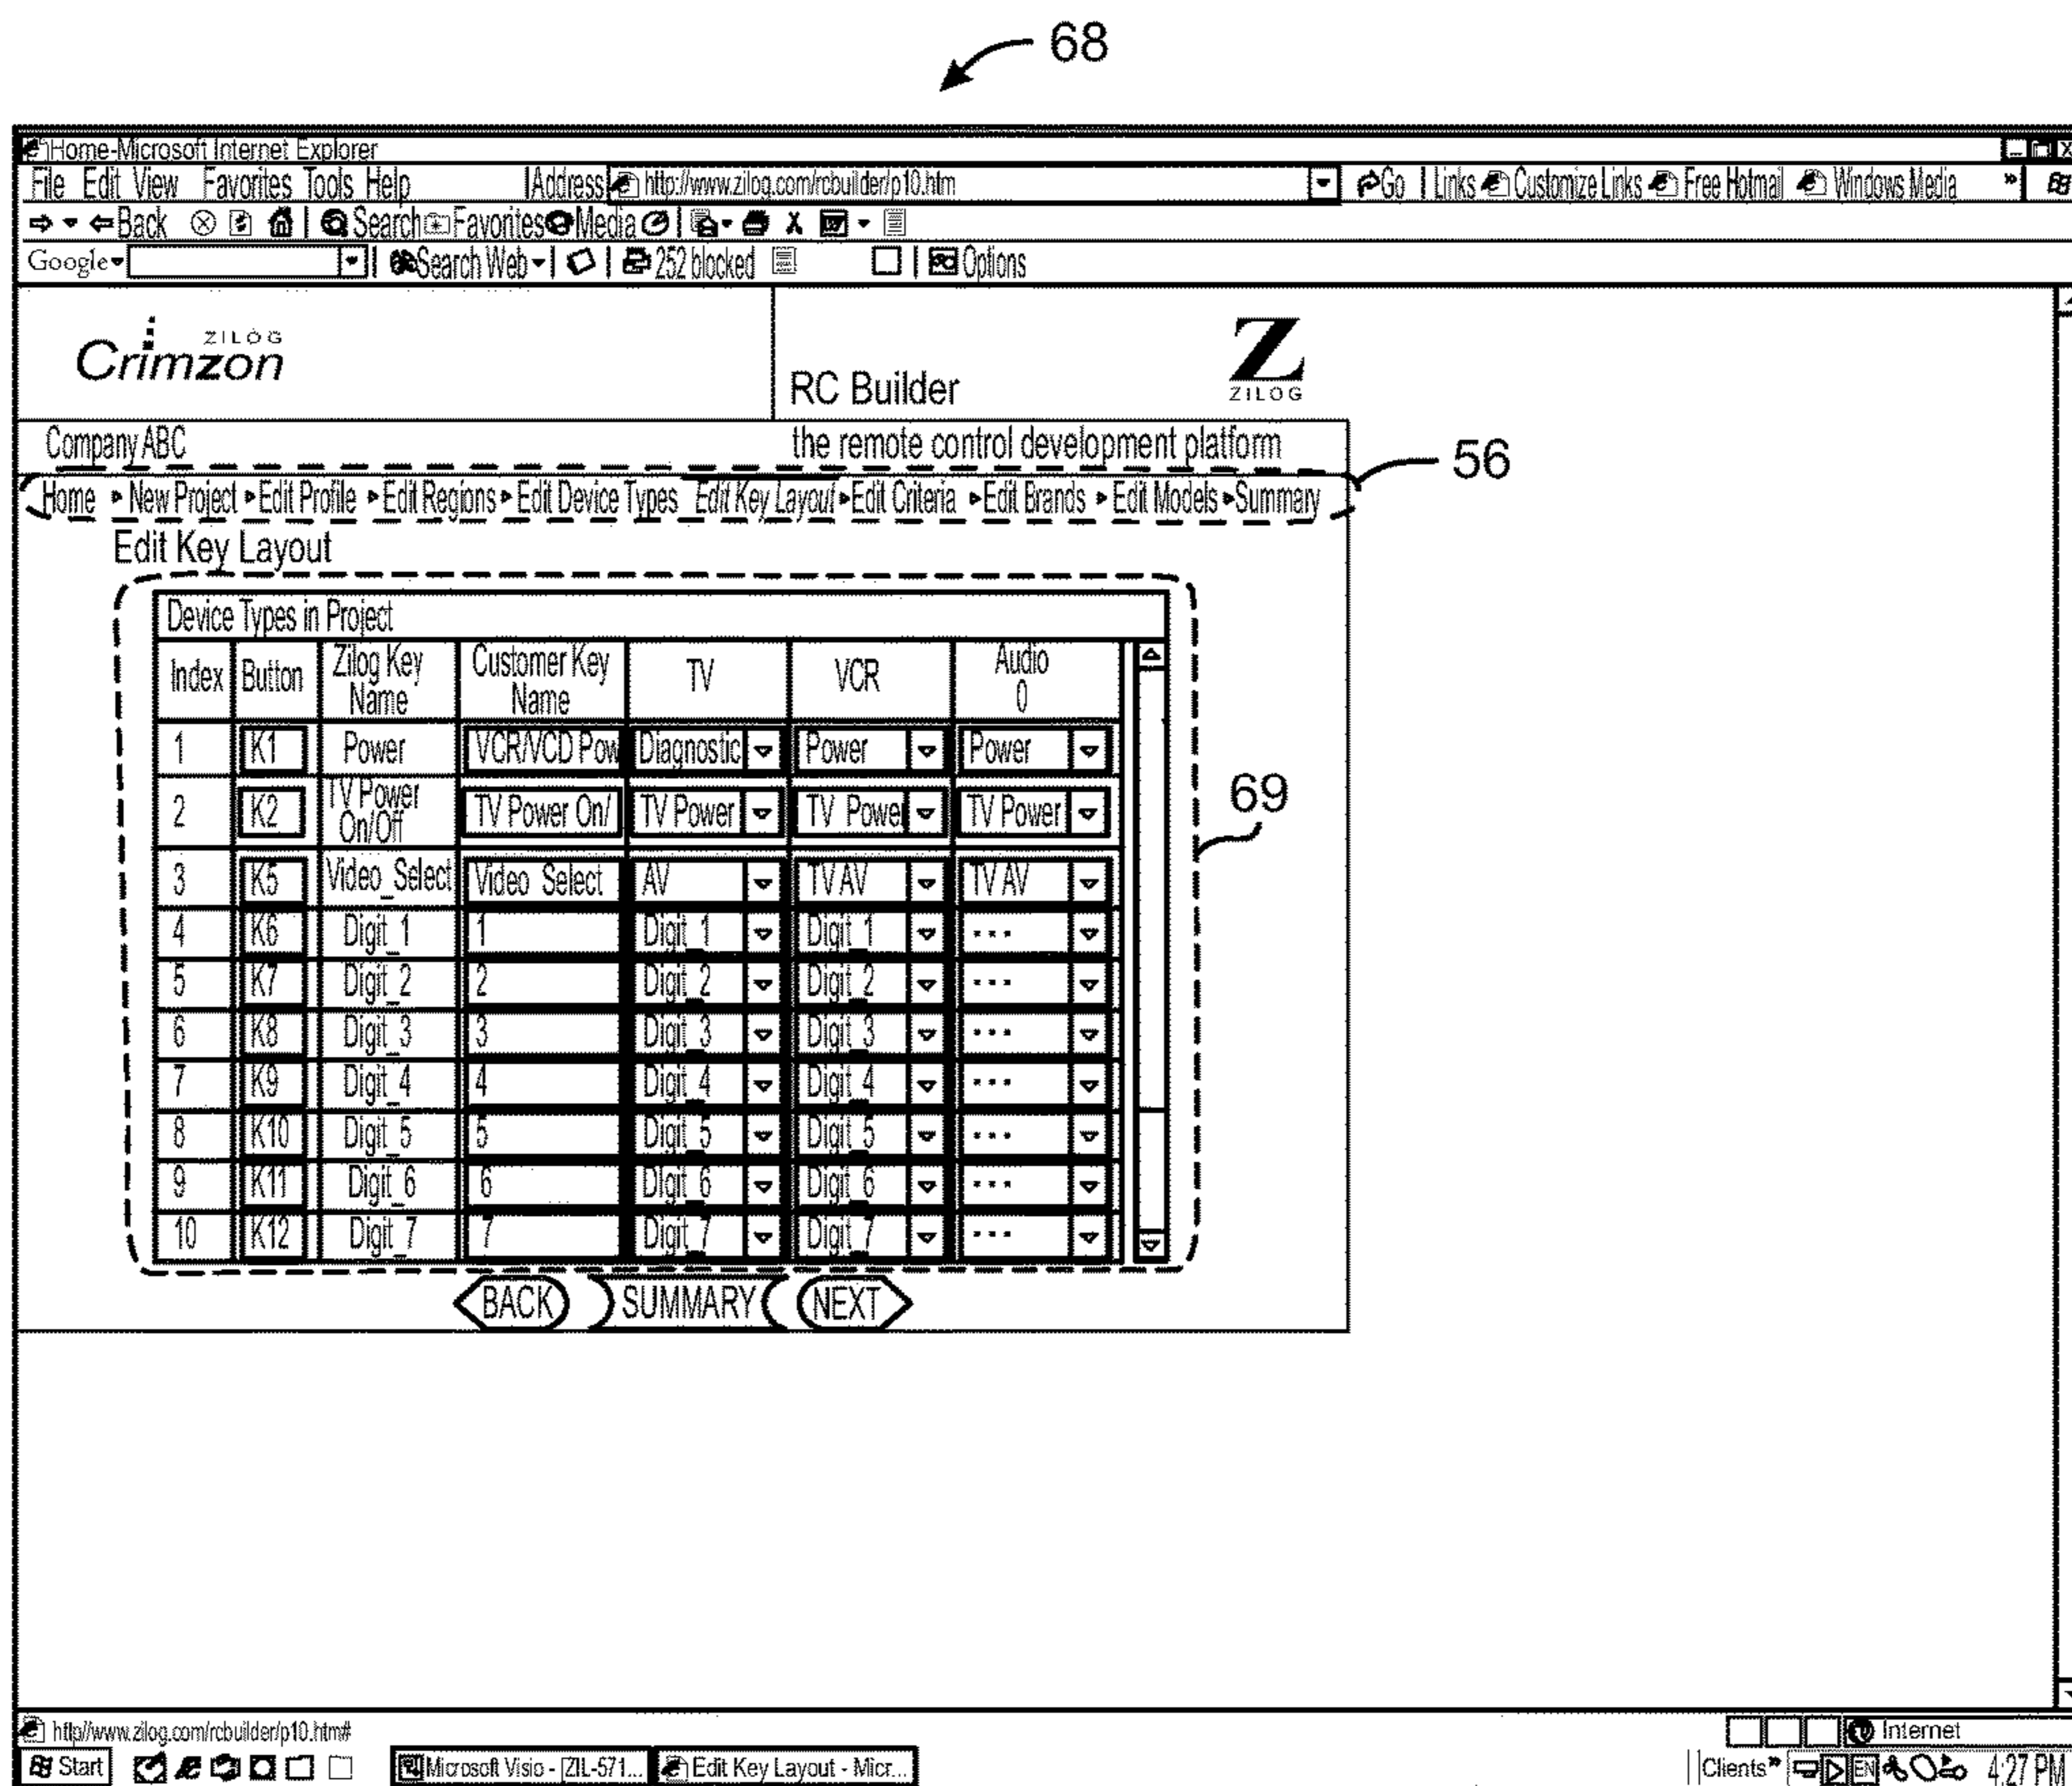 68
Home-Microsoft Internet Explorer
File Edit View Favorites Tools Help Address http://www.zilog.com/rcbuilder/p10.htm Go Links Customize Links Free Hotmail Windows Media »
Back Search Favorites Media
Google Search Web 252 blocked Options
ZILOG
Crimzon
RC Builder
Z
ZILOG
Company ABC the remote control development platform
56
Home New Project Edit Profile Edit Regions Edit Device Types Edit Key Layout Edit Criteria Edit Brands Edit Models Summary
Edit Key Layout
Device Types in Project
Index Button Zilog Key Name Customer Key Name TV VCR Audio 0
1 K1 Power VCR/VCD Pow Diagnostic Power Power
2 K2 TV Power On/Off TV Power On/ TV Power TV Power TV Power
69
3 K5 Video_Select Video Select AV TV AV TV AV
4 K6 Digit_1 1 Digit_1 Digit_1 ...
5 K7 Digit_2 2 Digit_2 Digit_2 ...
6 K8 Digit_3 3 Digit_3 Digit_3 ...
7 K9 Digit_4 4 Digit_4 Digit_4 ...
8 K10 Digit_5 5 Digit_5 Digit_5 ...
9 K11 Digit_6 6 Digit_6 Digit_6 ...
10 K12 Digit_7 7 Digit_7 Digit_7 ...
BACK SUMMARY NEXT
http//www.zilog.com/rcbuilder/p10.htm# Internet
Start Microsoft Visio - [ZIL-571... Edit Key Layout - Micr... Clients» EN 4:27 PM